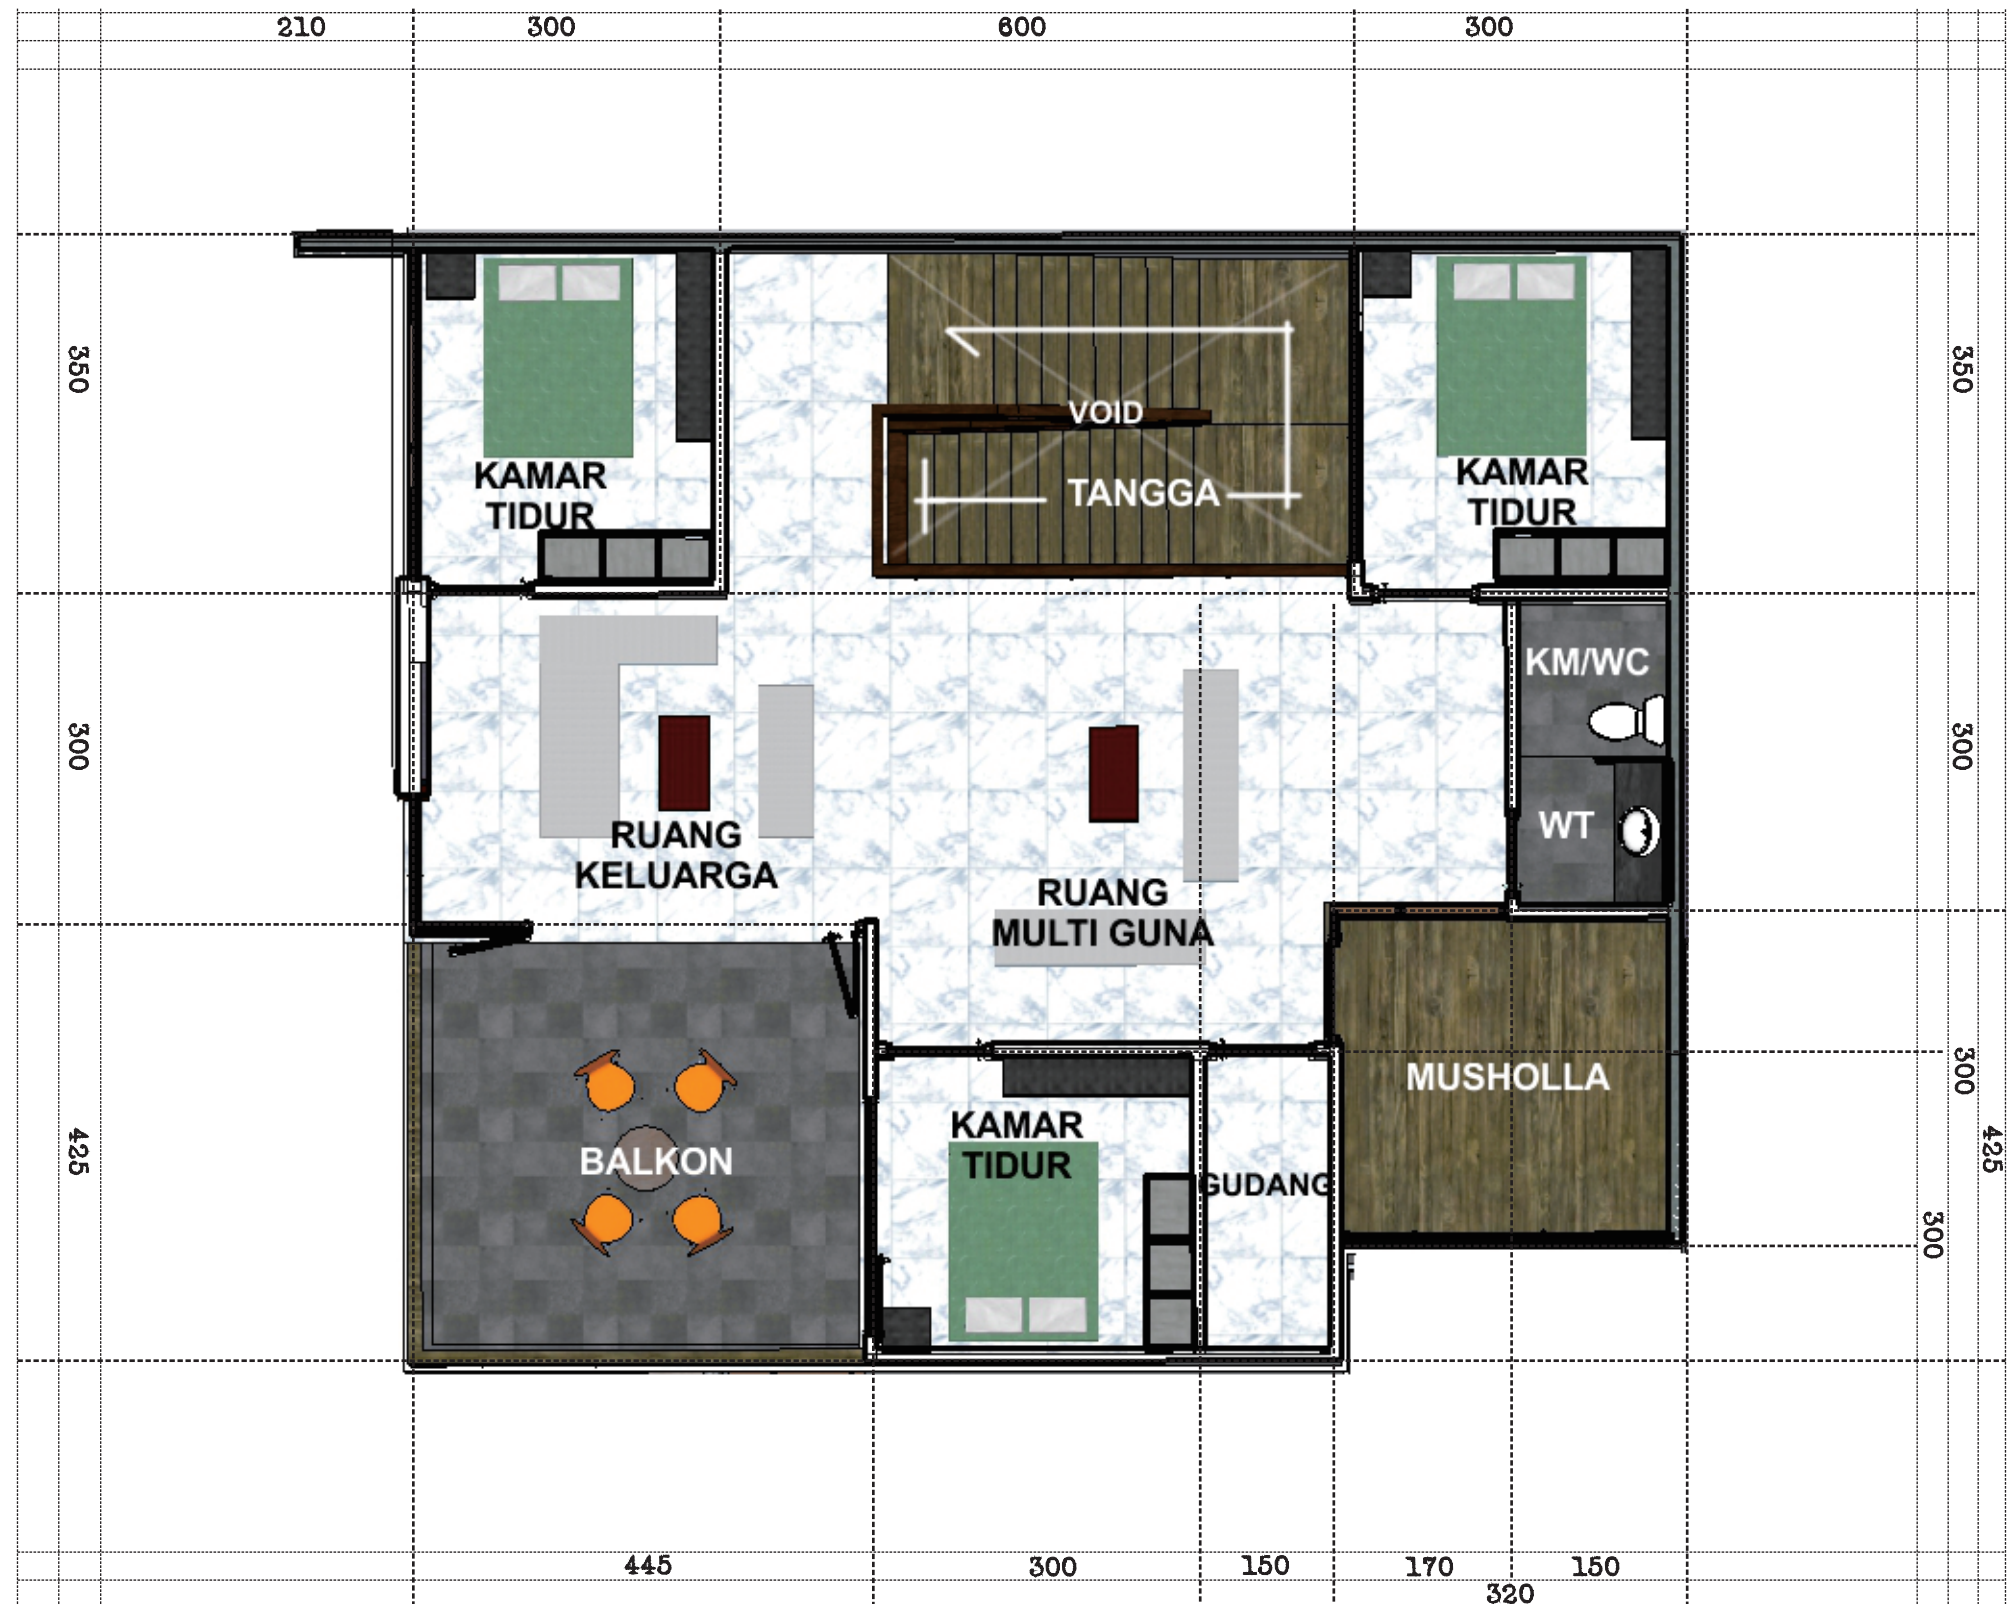 210 300 600 300
350
350
VOID
TANGGA
KAMAR
TIDUR
KAMAR
TIDUR
KM/WC
300
300
WT
RUANG
KELUARGA
RUANG
MULTI GUNA
MUSHOLLA
300
KAMAR
TIDUR
BALKON
GUDANG
425
425
300
445 300 150 170 150
320